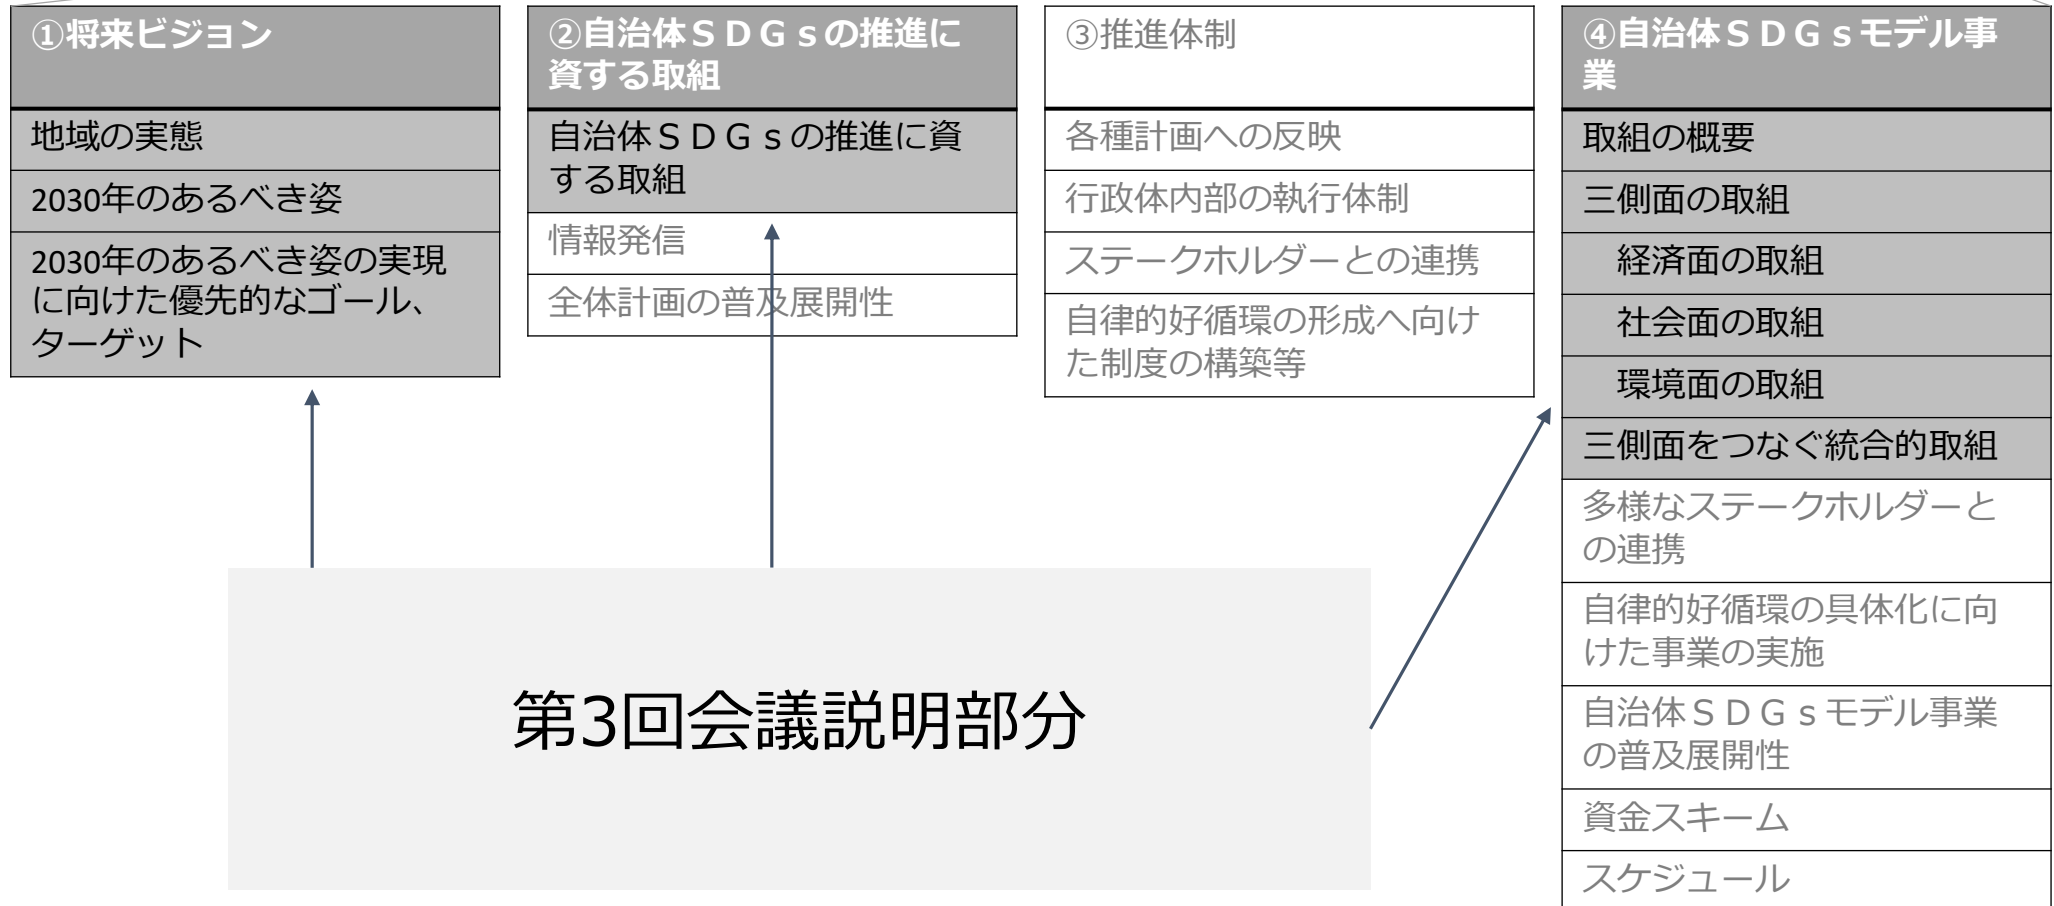 ①将来ビジョン
地域の実態
2030年のあるべき姿
2030年のあるべき姿の実現
に向けた優先的なゴール、
ターゲット
②自治体ＳＤＧｓの推進に
資する取組
自治体ＳＤＧｓの推進に資
する取組
情報発信
全体計画の普及展開性
③推進体制
各種計画への反映
行政体内部の執行体制
ステークホルダーとの連携
自律的好循環の形成へ向け
た制度の構築等
④自治体ＳＤＧｓモデル事
業
取組の概要
三側面の取組
経済面の取組
社会面の取組
環境面の取組
三側面をつなぐ統合的取組
多様なステークホルダーと
の連携
自律的好循環の具体化に向
けた事業の実施
自治体ＳＤＧｓモデル事業
の普及展開性
資金スキーム
スケジュール
第3回会議説明部分